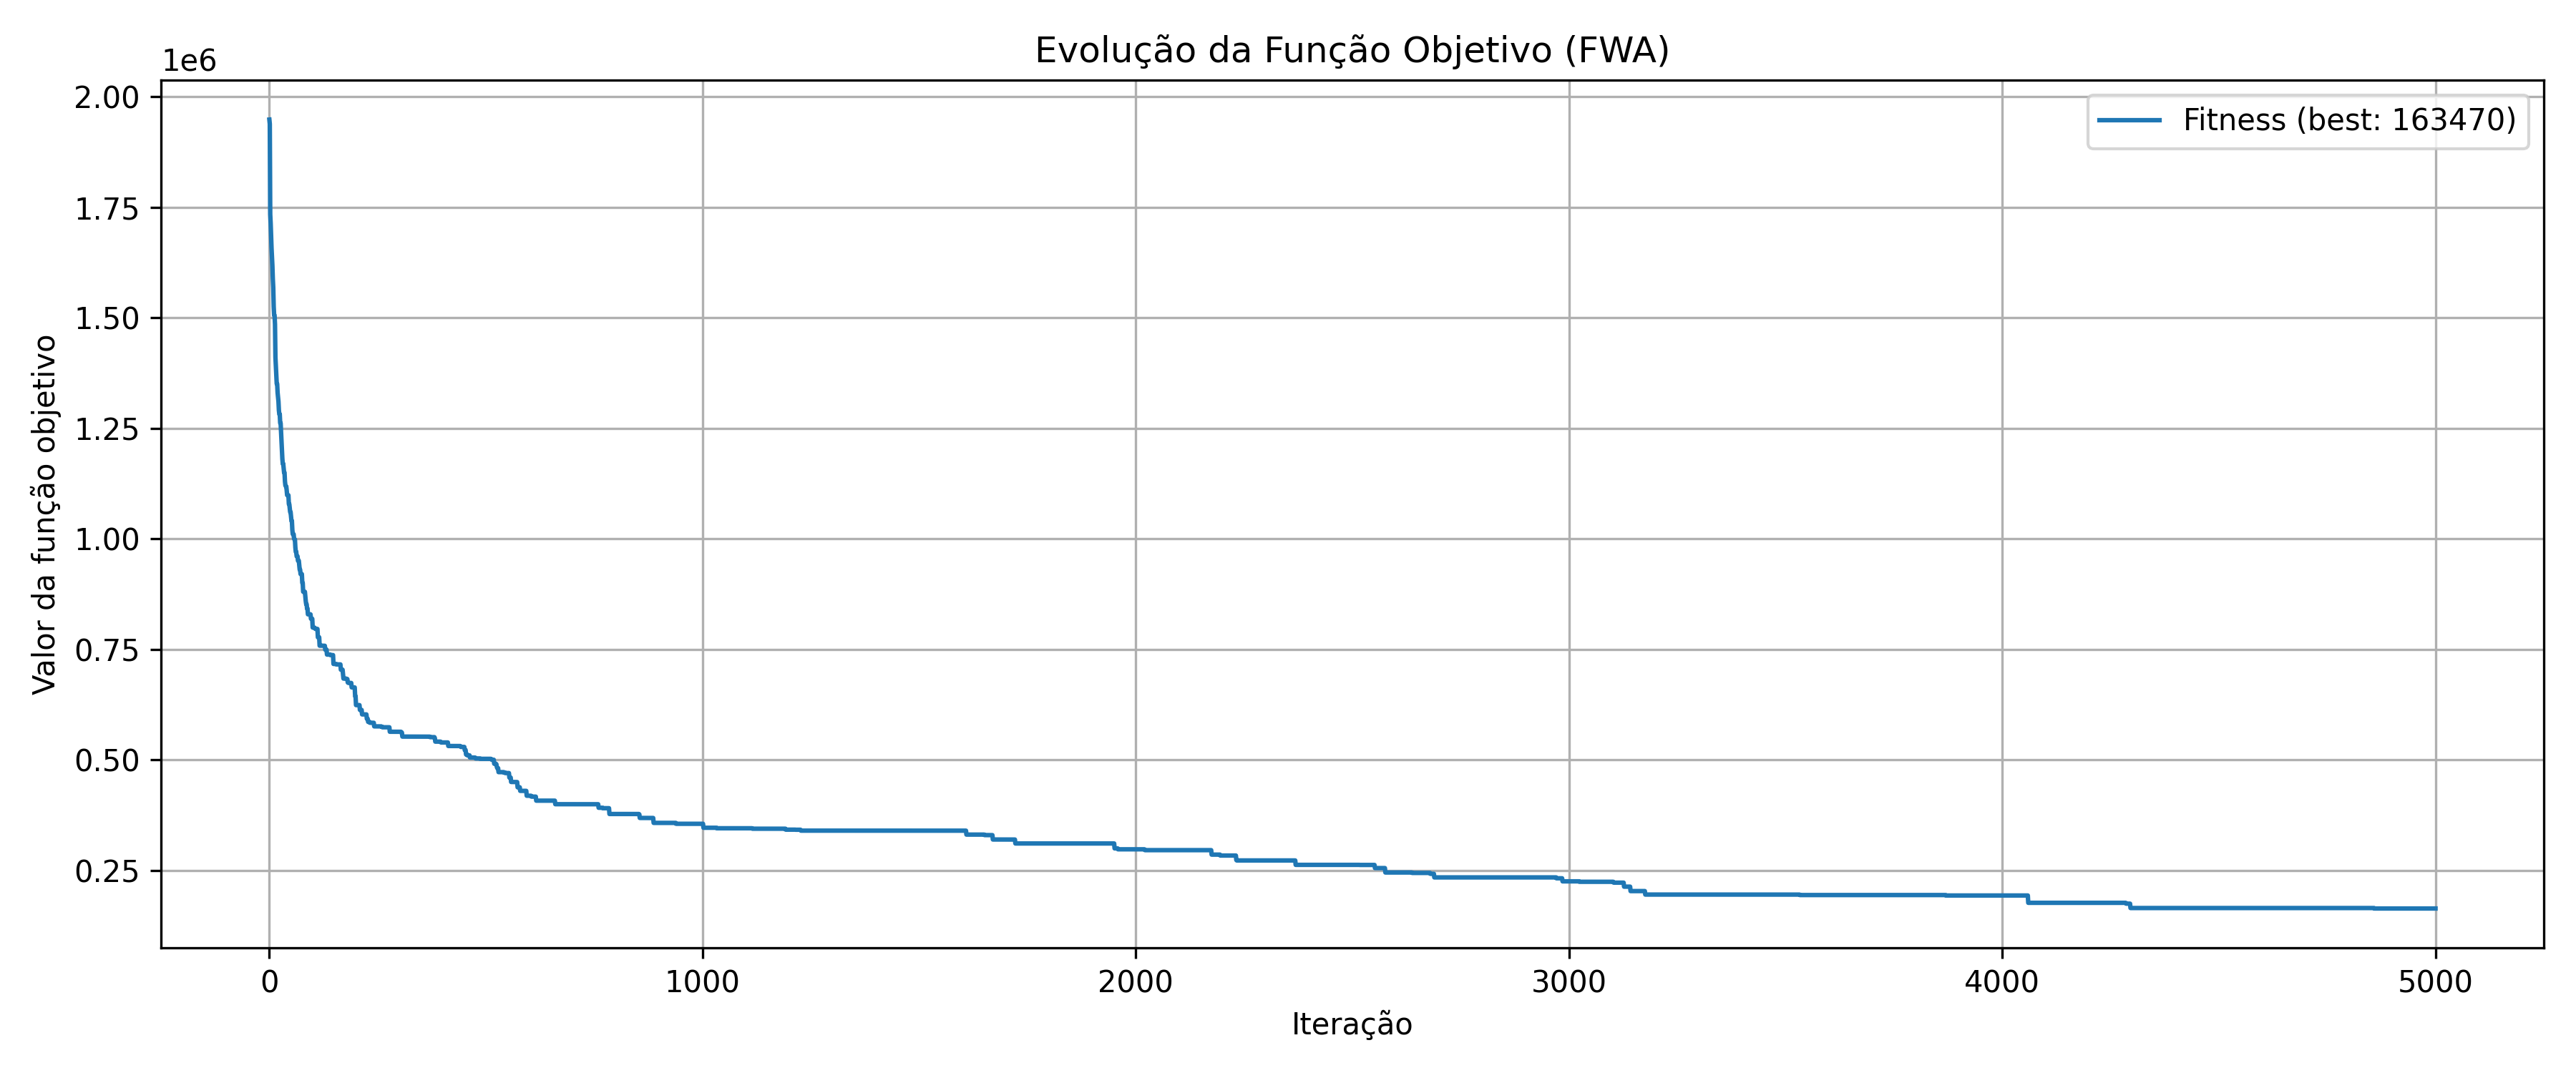 Evolução da Função Objetivo (FWA)
1e6
2.00
1.75
1.50
1.25
1.00
0.75
0.50
0.25
Valor da função objetivo
Fitness (best: 163470)
0 1000 2000 3000 4000 5000
Iteração